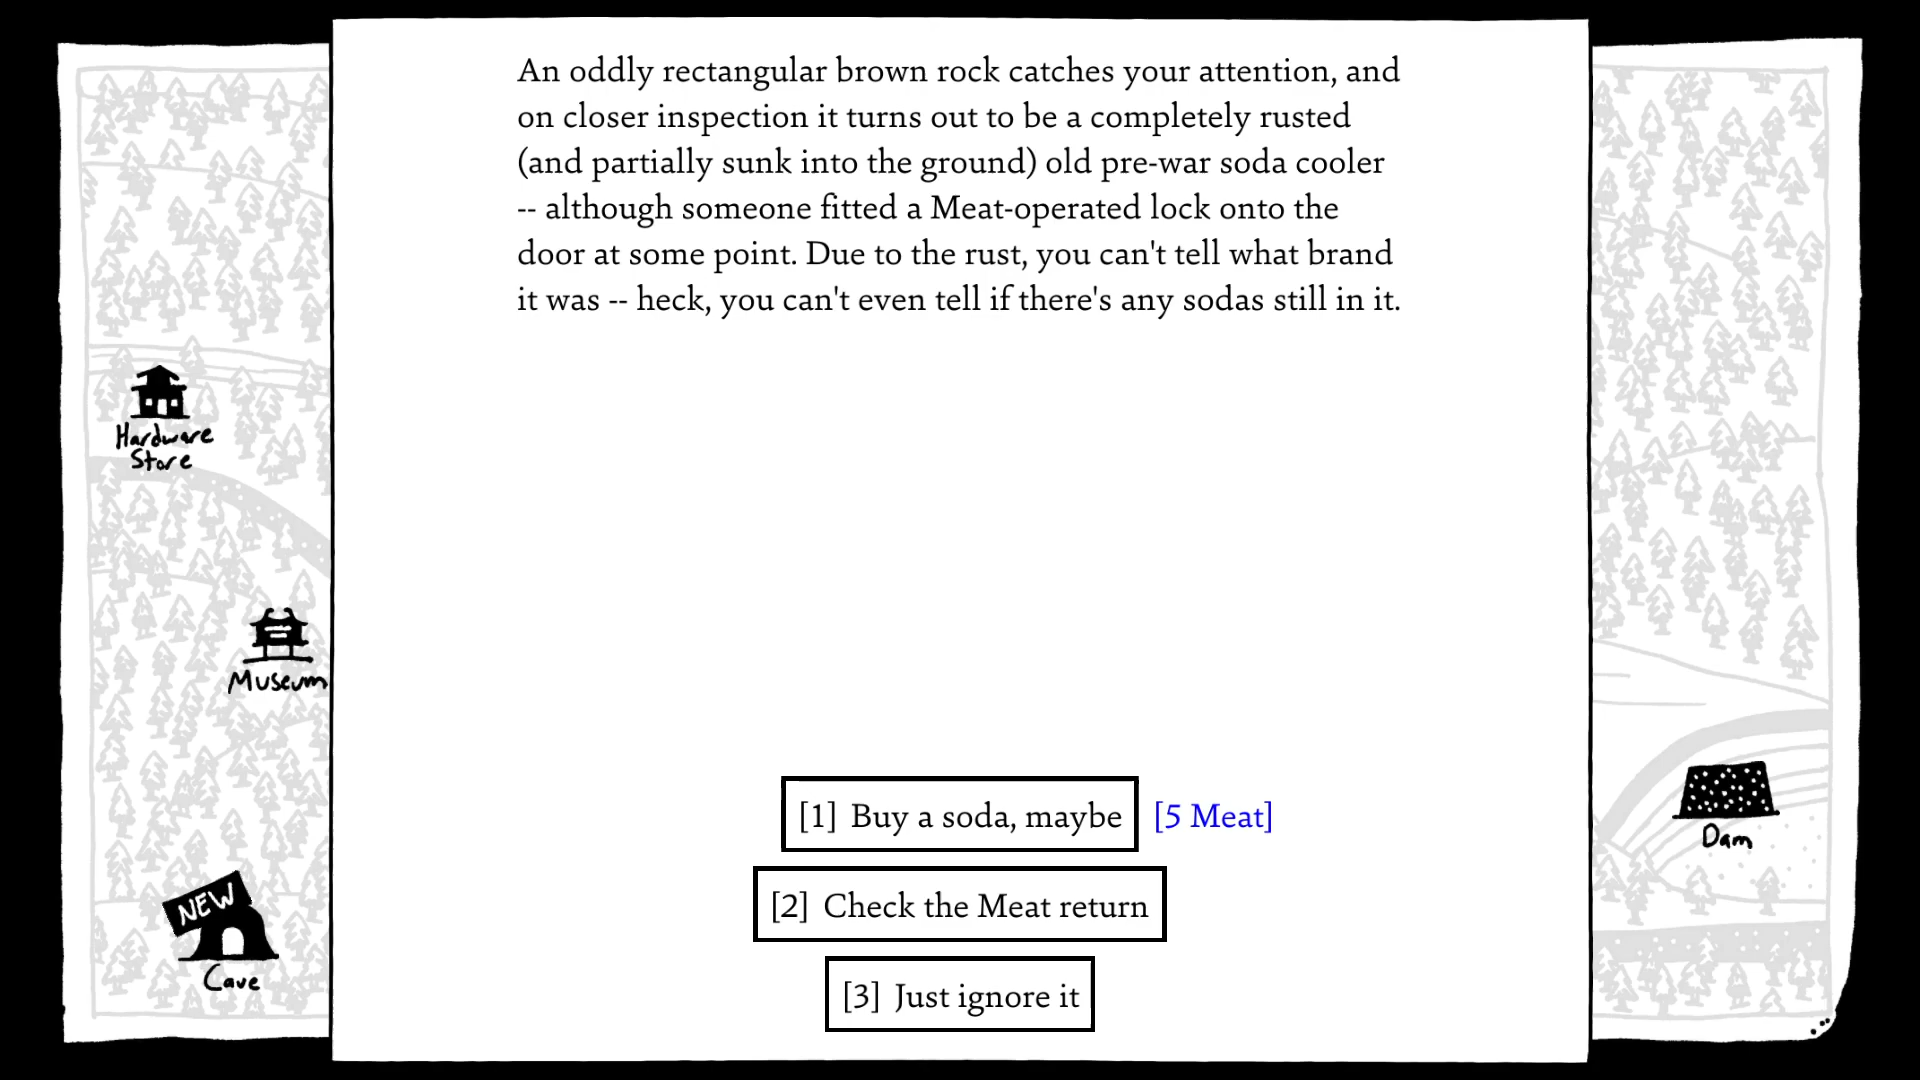 An oddly rectangular brown rock catches your attention, and
on closer inspection it turns out to be a completely rusted
(and partially sunk into the ground) old pre-war soda cooler
-- although someone fitted a Meat-operated lock onto the
door at some point. Due to the rust, you can't tell what brand
it was -- heck, you can't even tell if there's any sodas still in it.
Hardware
Store
Museum
NEW
Cave
Dam
[1] Buy a soda, maybe [5 Meat]
[2] Check the Meat return
[3] Just ignore it